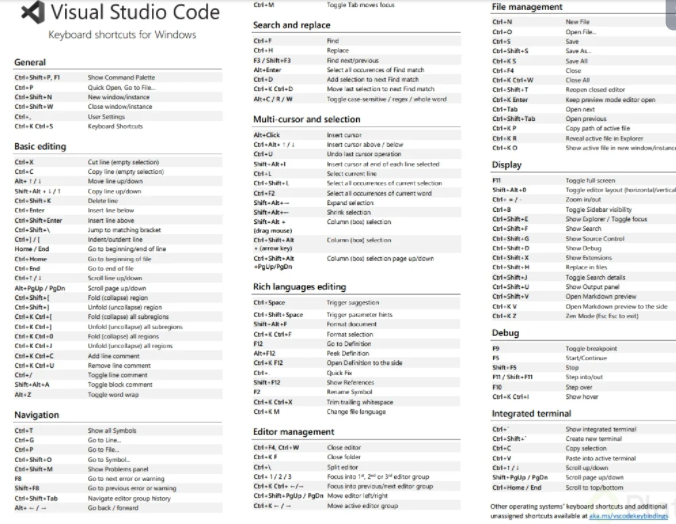 Visual Studio Code
Keyboard shortcuts for Windows
General
Ctrl+Shift+P, F1 Show Command Palette
Ctrl+P Quick Open, Go to File...
Ctrl+Shift+N New window/instance
Ctrl+Shift+W Close window/instance
Ctrl+, User Settings
Ctrl+K Ctrl+S Keyboard Shortcuts
Basic editing
Ctrl+X Cut line (empty selection)
Ctrl+C Copy line (empty selection)
Alt+ ↑ / ↓ Move line up/down
Shift+Alt + ↓ / ↑ Copy line up/down
Ctrl+Shift+K Delete line
Ctrl+Enter Insert line below
Ctrl+Shift+Enter Insert line above
Ctrl+Shift+\ Jump to matching bracket
Ctrl+] / [ Indent/outdent line
Home / End Go to beginning/end of line
Ctrl+Home Go to beginning of file
Ctrl+End Go to end of file
Ctrl+↑ / ↓ Scroll line up/down
Alt+PgUp / PgDn Scroll page up/down
Ctrl+Shift+[ Fold (collapse) region
Ctrl+Shift+] Unfold (uncollapse) region
Ctrl+K Ctrl+[ Fold (collapse) all subregions
Ctrl+K Ctrl+] Unfold (uncollapse) all subregions
Ctrl+K Ctrl+0 Fold (collapse) all regions
Ctrl+K Ctrl+J Unfold (uncollapse) all regions
Ctrl+K Ctrl+C Add line comment
Ctrl+K Ctrl+U Remove line comment
Ctrl+/ Toggle line comment
Shift+Alt+A Toggle block comment
Alt+Z Toggle word wrap
Navigation
Ctrl+T Show all Symbols
Ctrl+G Go to Line...
Ctrl+P Go to File...
Ctrl+Shift+O Go to Symbol...
Ctrl+Shift+M Show Problems panel
F8 Go to next error or warning
Shift+F8 Go to previous error or warning
Ctrl+Shift+Tab Navigate editor group history
Alt+ ← / → Go back / forward
Ctrl+M Toggle Tab moves focus
Search and replace
Ctrl+F Find
Ctrl+H Replace
F3 / Shift+F3 Find next/previous
Alt+Enter Select all occurences of Find match
Ctrl+D Add selection to next Find match
Ctrl+K Ctrl+D Move last selection to next Find match
Alt+C / R / W Toggle case-sensitive / regex / whole word
Multi-cursor and selection
Alt+Click Insert cursor
Ctrl+Alt+ ↑ / ↓ Insert cursor above / below
Ctrl+U Undo last cursor operation
Shift+Alt+I Insert cursor at end of each line selected
Ctrl+L Select current line
Ctrl+Shift+L Select all occurrences of current selection
Ctrl+F2 Select all occurrences of current word
Shift+Alt+→ Expand selection
Shift+Alt+← Shrink selection
Shift+Alt + Column (box) selection
(drag mouse)
Ctrl+Shift+Alt Column (box) selection
+ (arrow key)
Ctrl+Shift+Alt Column (box) selection page up/down
+PgUp/PgDn
Rich languages editing
Ctrl+Space Trigger suggestion
Ctrl+Shift+Space Trigger parameter hints
Shift+Alt+F Format document
Ctrl+K Ctrl+F Format selection
F12 Go to Definition
Alt+F12 Peek Definition
Ctrl+K F12 Open Definition to the side
Ctrl+. Quick Fix
Shift+F12 Show References
F2 Rename Symbol
Ctrl+K Ctrl+X Trim trailing whitespace
Ctrl+K M Change file language
Editor management
Ctrl+F4, Ctrl+W Close editor
Ctrl+K F Close folder
Ctrl+\ Split editor
Ctrl+ 1 / 2 / 3 Focus into 1st, 2nd or 3rd editor group
Ctrl+K Ctrl+ ←/→ Focus into previous/next editor group
Ctrl+Shift+PgUp / PgDn Move editor left/right
Ctrl+K ← / → Move active editor group
File management
Ctrl+N New File
Ctrl+O Open File...
Ctrl+S Save
Ctrl+Shift+S Save As...
Ctrl+K S Save All
Ctrl+F4 Close
Ctrl+K Ctrl+W Close All
Ctrl+Shift+T Reopen closed editor
Ctrl+K Enter Keep preview mode editor open
Ctrl+Tab Open next
Ctrl+Shift+Tab Open previous
Ctrl+K P Copy path of active file
Ctrl+K R Reveal active file in Explorer
Ctrl+K O Show active file in new window/instance
Display
F11 Toggle full screen
Shift+Alt+0 Toggle editor layout (horizontal/vertical
Ctrl+ = / - Zoom in/out
Ctrl+B Toggle Sidebar visibility
Ctrl+Shift+E Show Explorer / Toggle focus
Ctrl+Shift+F Show Search
Ctrl+Shift+G Show Source Control
Ctrl+Shift+D Show Debug
Ctrl+Shift+X Show Extensions
Ctrl+Shift+H Replace in files
Ctrl+Shift+J Toggle Search details
Ctrl+Shift+U Show Output panel
Ctrl+Shift+V Open Markdown preview
Ctrl+K V Open Markdown preview to the side
Ctrl+K Z Zen Mode (Esc Esc to exit)
Debug
F9 Toggle breakpoint
F5 Start/Continue
Shift+F5 Stop
F11 / Shift+F11 Step into/out
F10 Step over
Ctrl+K Ctrl+I Show hover
Integrated terminal
Ctrl+` Show integrated terminal
Ctrl+Shift+` Create new terminal
Ctrl+C Copy selection
Ctrl+V Paste into active terminal
Ctrl+↑ / ↓ Scroll up/down
Shift+PgUp / PgDn Scroll page up/down
Ctrl+Home / End Scroll to top/bottom
Other operating systems' keyboard shortcuts and additional
unassigned shortcuts available at aka.ms/vscodekeybindings